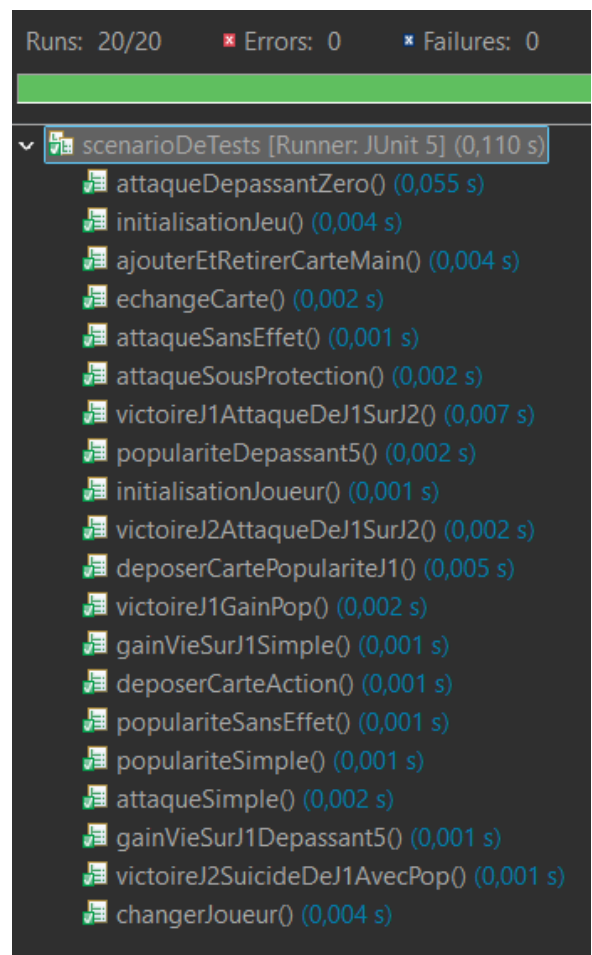 Runs: 20/20 Errors: 0 Failures: 0
scenarioDeTests [Runner: JUnit 5] (0,110 s)
attaqueDepassantZero() (0,055 s)
initialisationJeu() (0,004 s)
ajouterEtRetirerCarteMain() (0,004 s)
echangeCarte() (0,002 s)
attaqueSansEffet() (0,001 s)
attaqueSousProtection() (0,002 s)
victoireJ1AttaqueDeJ1SurJ2() (0,007 s)
populariteDepassant5() (0,002 s)
initialisationJoueur() (0,001 s)
victoireJ2AttaqueDeJ1SurJ2() (0,002 s)
deposerCartePopulariteJ1() (0,005 s)
victoireJ1GainPop() (0,002 s)
gainVieSurJ1Simple() (0,001 s)
deposerCarteAction() (0,001 s)
populariteSansEffet() (0,001 s)
populariteSimple() (0,001 s)
attaqueSimple() (0,002 s)
gainVieSurJ1Depassant5() (0,001 s)
victoireJ2SuicideDeJ1AvecPop() (0,001 s)
changerJoueur() (0,004 s)